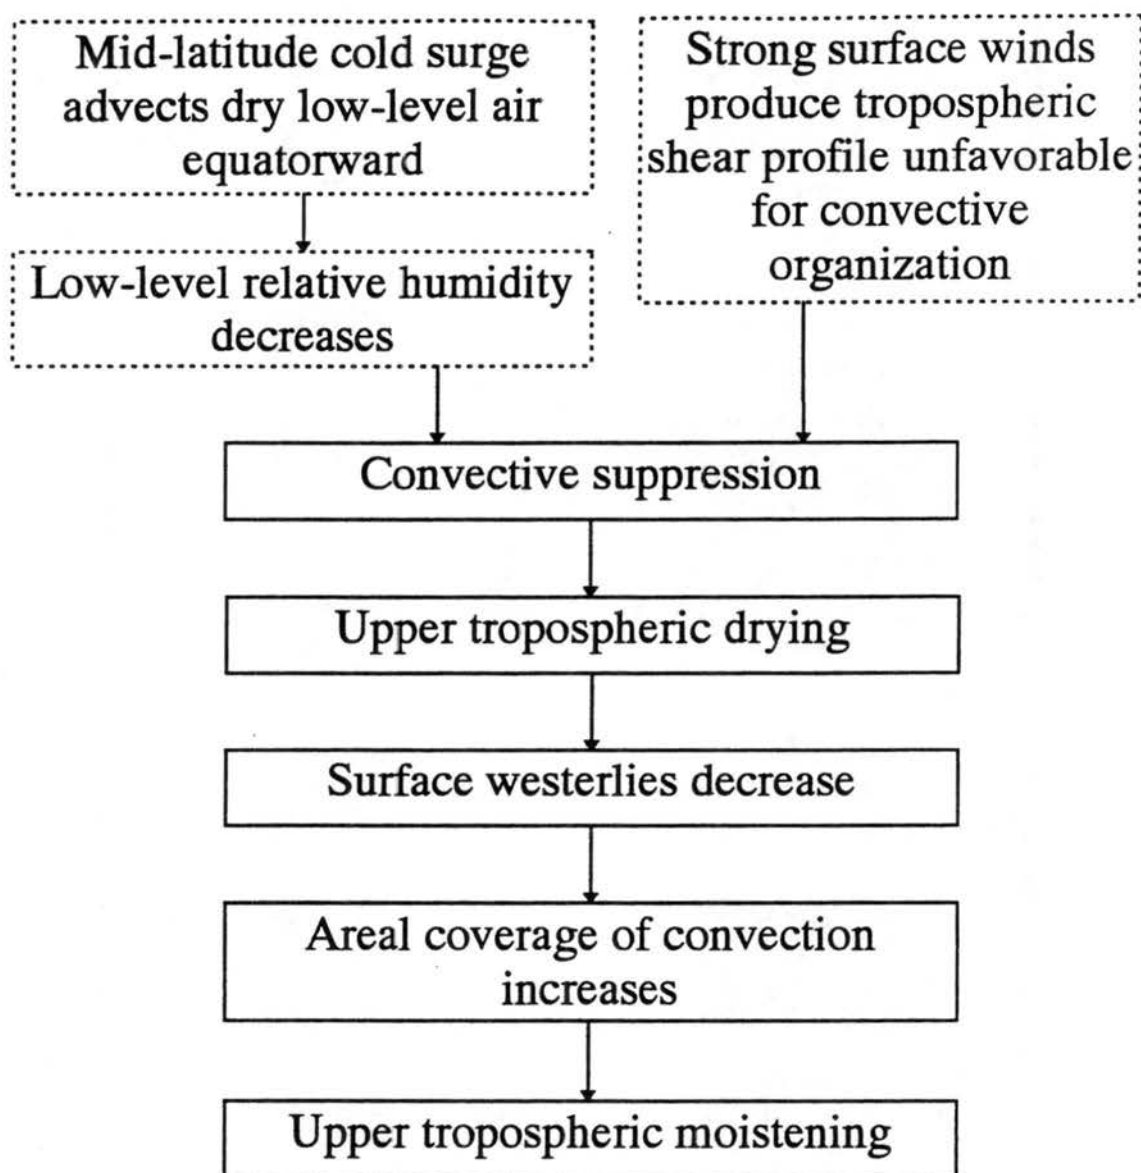 Mid-latitude cold surge
advects dry low-level air
equatorward
Strong surface winds
produce tropospheric
shear profile unfavorable
for convective
organization
Low-level relative humidity
decreases
Convective suppression
Upper tropospheric drying
Surface westerlies decrease
Areal coverage of convection
increases
Upper tropospheric moistening